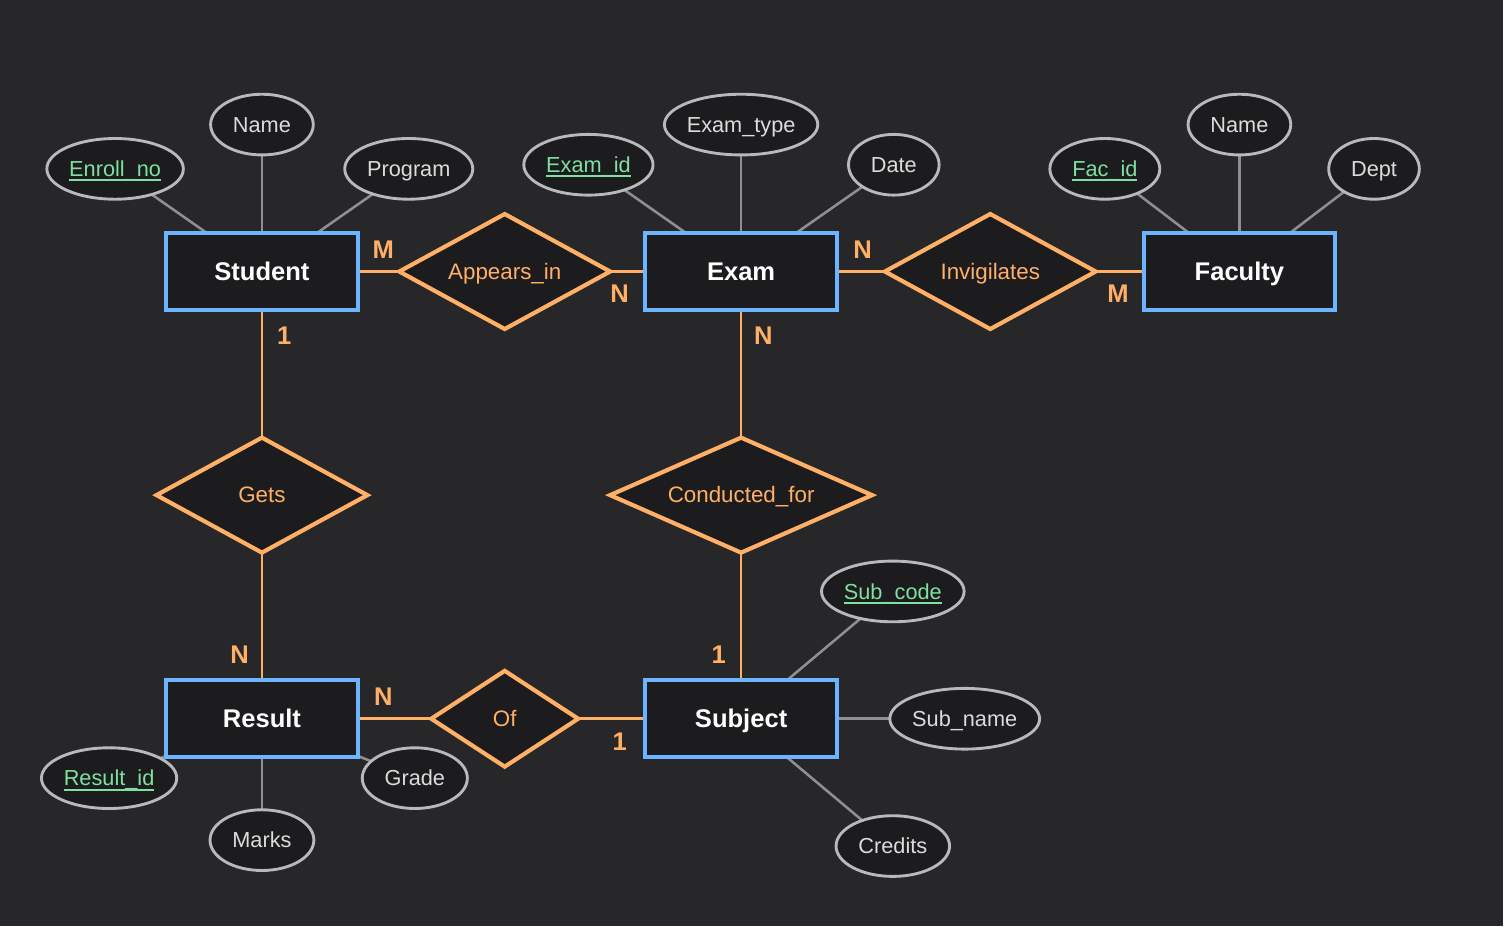 Name
Exam_type
Name
Enroll_no
Program
Exam_id
Date
Fac_id
Dept
Student
M
Appears_in
N
Exam
N
Invigilates
M
Faculty
1
N
Gets
Conducted_for
Sub_code
N
1
Result
N
Of
1
Subject
Sub_name
Result_id
Grade
Marks
Credits